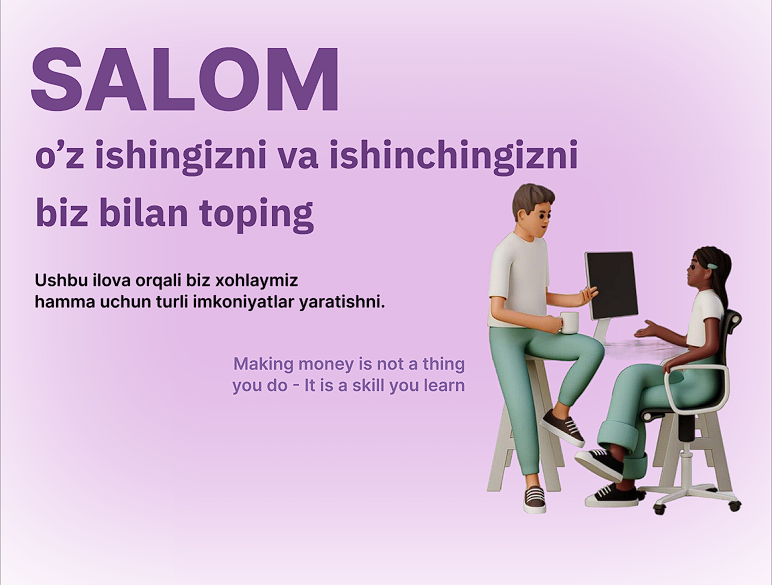 SALOM
o’z ishingizni va ishinchingizni
biz bilan toping
Ushbu ilova orqali biz xohlaymiz
hamma uchun turli imkoniyatlar yaratishni.
Making money is not a thing
you do - It is a skill you learn